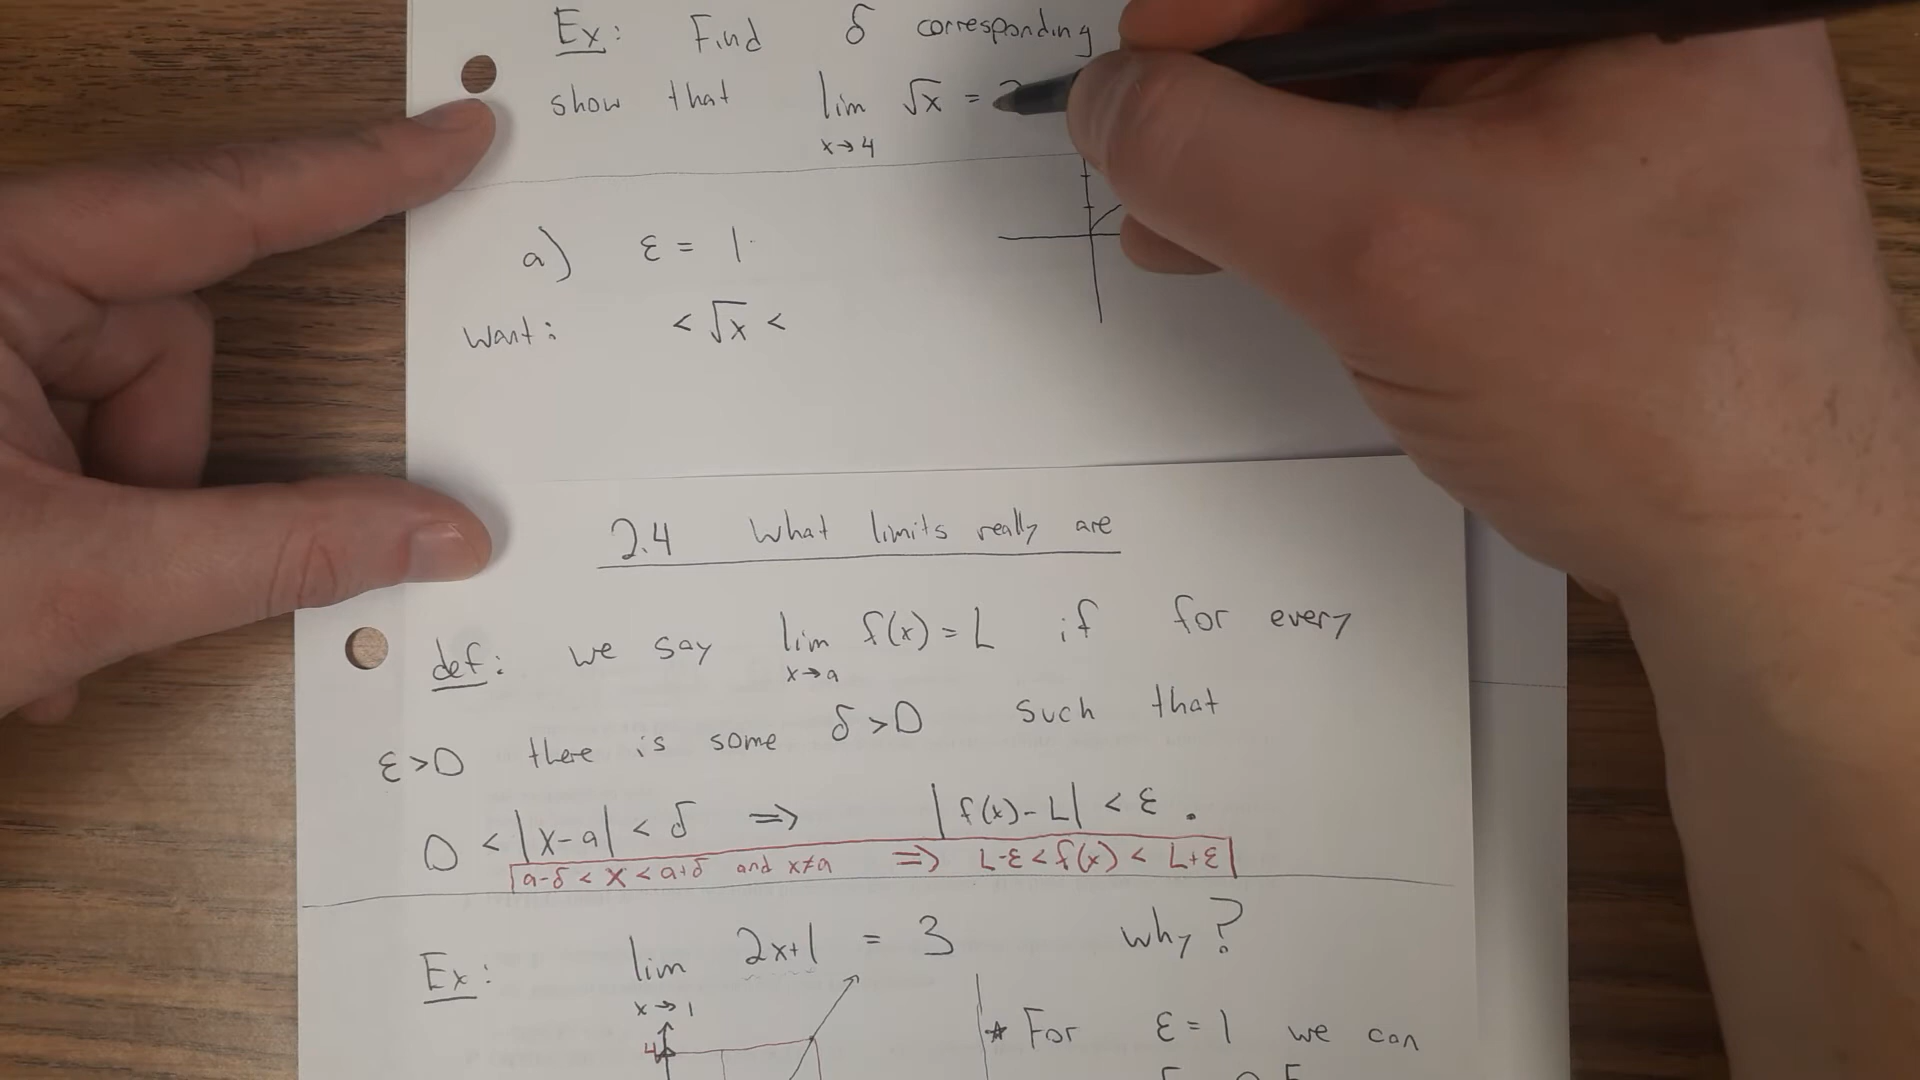 Ex: Find δ corresponding
show that lim √x =
x→4
a) ε = 1
Want: < √x <
2.4 What limits really are
def: we say lim f(x) = L if for every
x→a
ε>0 there is some δ>0 such that
0 < |x-a| < δ ⇒ |f(x)-L| < ε.
a-δ < x < a+δ and x≠a ⇒ L-ε < f(x) < L+ε
Ex: lim 2x+1 = 3 why?
x→1
4
* For ε = 1 we can